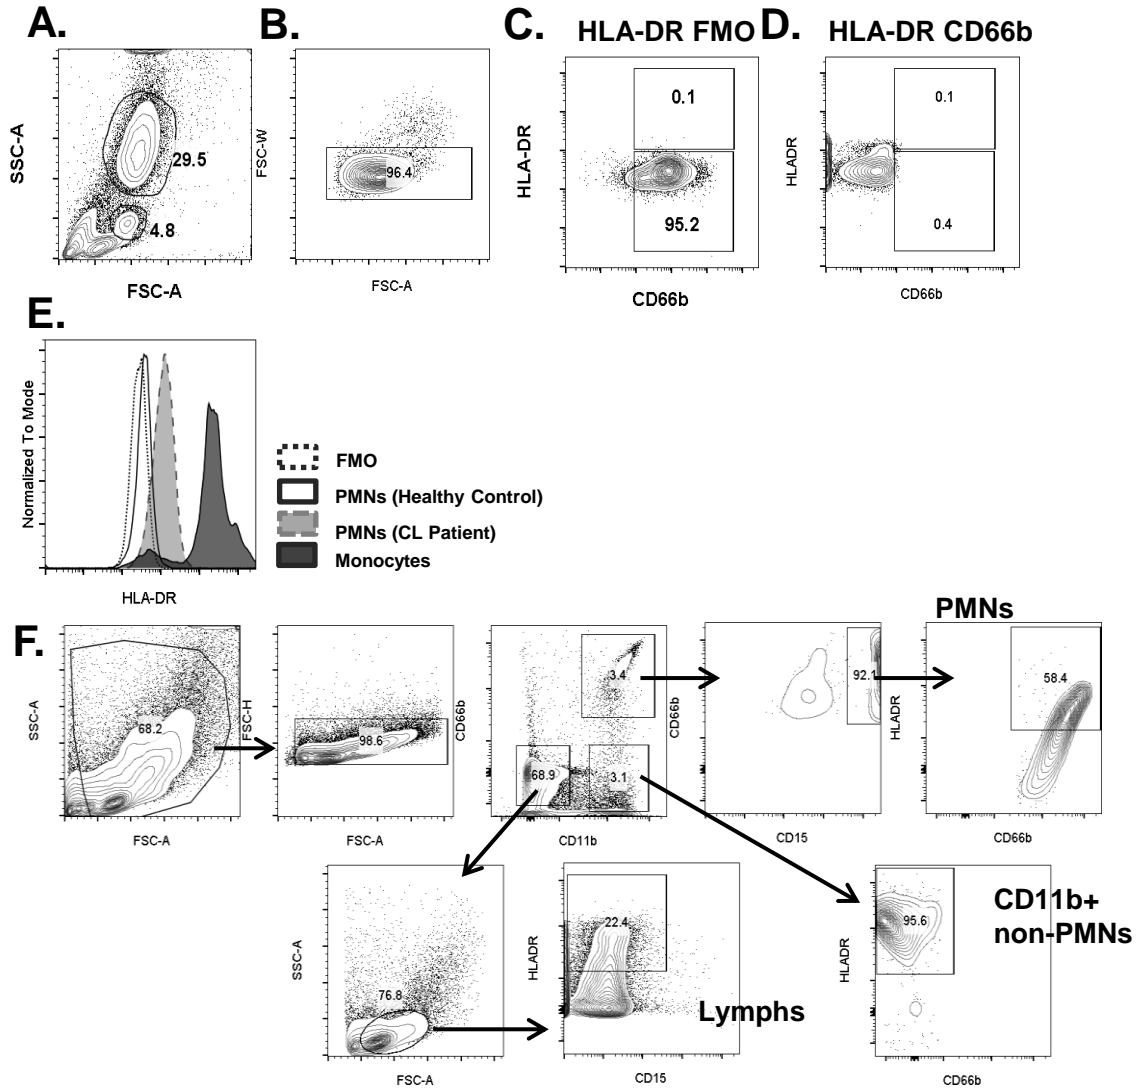 A.
B.
C.
HLA-DR FMO
D.
HLA-DR CD66b
SSC-A
29.5
4.8
FSC-A
FSC-W
96.4
FSC-A
HLA-DR
0.1
95.2
CD66b
HLADR
0.1
0.4
CD66b
E.
Normalized To Mode
HLA-DR
FMO
PMNs (Healthy Control)
PMNs (CL Patient)
Monocytes
F.
SSC-A
68.2
FSC-A
FSC-H
98.6
FSC-A
CD66b
3.4
68.9
3.1
CD11b
CD66b
92.1
CD15
PMNs
HLADR
58.4
CD66b
SSC-A
76.8
FSC-A
HLADR
22.4
Lymphs
CD15
HLADR
95.6
CD11b+
non-PMNs
CD66b